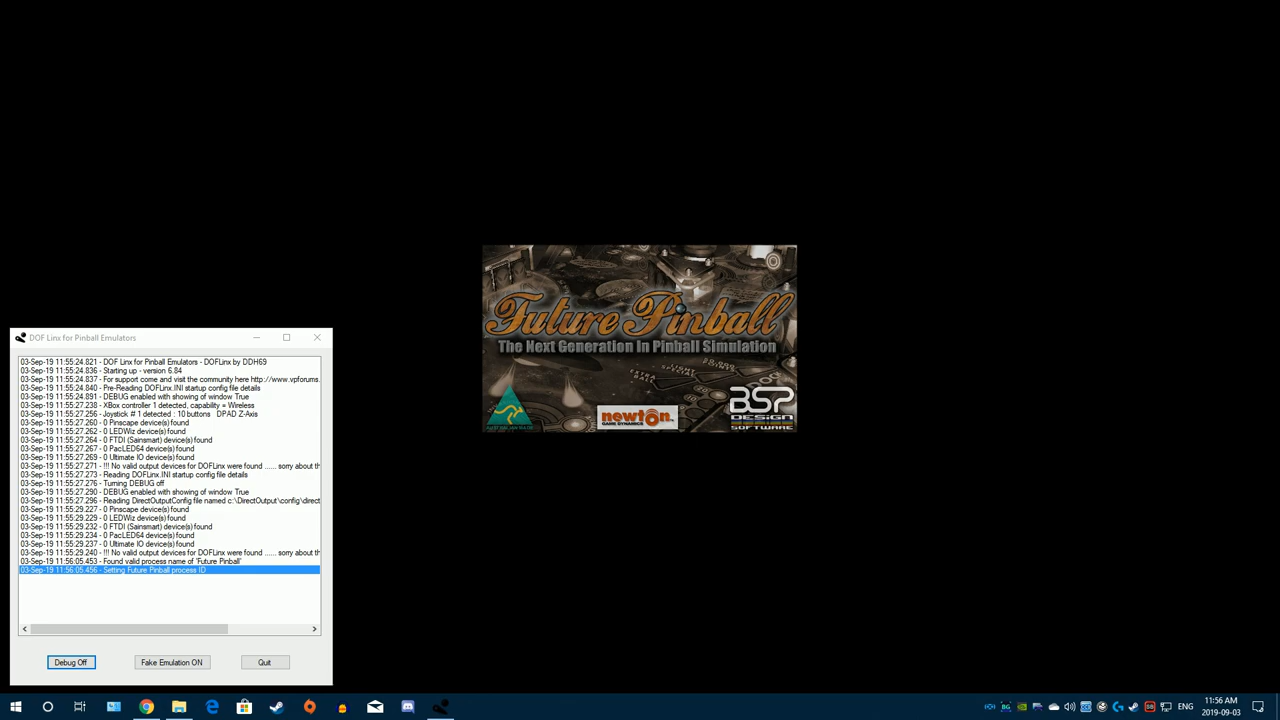 Future Pinball
The Next Generation In Pinball Simulation
EXTRA BALL
LIGHT SPECIAL
50,000
AUSTRALIAN MADE
newton
GAME DYNAMICS
BSP
DESIGN
SOFTWARE
DOF Linx for Pinball Emulators
03-Sep-19 11:55:24.821 - DOF Linx for Pinball Emulators - DOFLinx by DDH69
03-Sep-19 11:55:24.836 - Starting up - version 6.84
03-Sep-19 11:55:24.837 - For support come and visit the community here http://www.vpforums.
03-Sep-19 11:55:24.840 - Pre-Reading DOFLinx.INI startup config file details
03-Sep-19 11:55:24.891 - DEBUG enabled with showing of window True
03-Sep-19 11:55:27.238 - XBox controller 1 detected, capability = Wireless
03-Sep-19 11:55:27.256 - Joystick # 1 detected : 10 buttons   DPAD Z-Axis
03-Sep-19 11:55:27.260 - 0 Pinscape device(s) found
03-Sep-19 11:55:27.262 - 0 LEDWiz device(s) found
03-Sep-19 11:55:27.264 - 0 FTDI (Sainsmart) device(s) found
03-Sep-19 11:55:27.267 - 0 PacLED64 device(s) found
03-Sep-19 11:55:27.269 - 0 Ultimate IO device(s) found
03-Sep-19 11:55:27.271 - !!! No valid output devices for DOFLinx were found ...... sorry about th
03-Sep-19 11:55:27.273 - Reading DOFLinx.INI startup config file details
03-Sep-19 11:55:27.276 - Turning DEBUG off
03-Sep-19 11:55:27.290 - DEBUG enabled with showing of window True
03-Sep-19 11:55:27.296 - Reading DirectOutputConfig file named c:\DirectOutput\config\direct
03-Sep-19 11:55:29.227 - 0 Pinscape device(s) found
03-Sep-19 11:55:29.229 - 0 LEDWiz device(s) found
03-Sep-19 11:55:29.232 - 0 FTDI (Sainsmart) device(s) found
03-Sep-19 11:55:29.234 - 0 PacLED64 device(s) found
03-Sep-19 11:55:29.237 - 0 Ultimate IO device(s) found
03-Sep-19 11:55:29.240 - !!! No valid output devices for DOFLinx were found ...... sorry about th
03-Sep-19 11:56:05.453 - Found valid process name of 'Future Pinball'
03-Sep-19 11:56:05.456 - Setting Future Pinball process ID
Debug Off
Fake Emulation ON
Quit
ENG
11:56 AM
2019-09-03